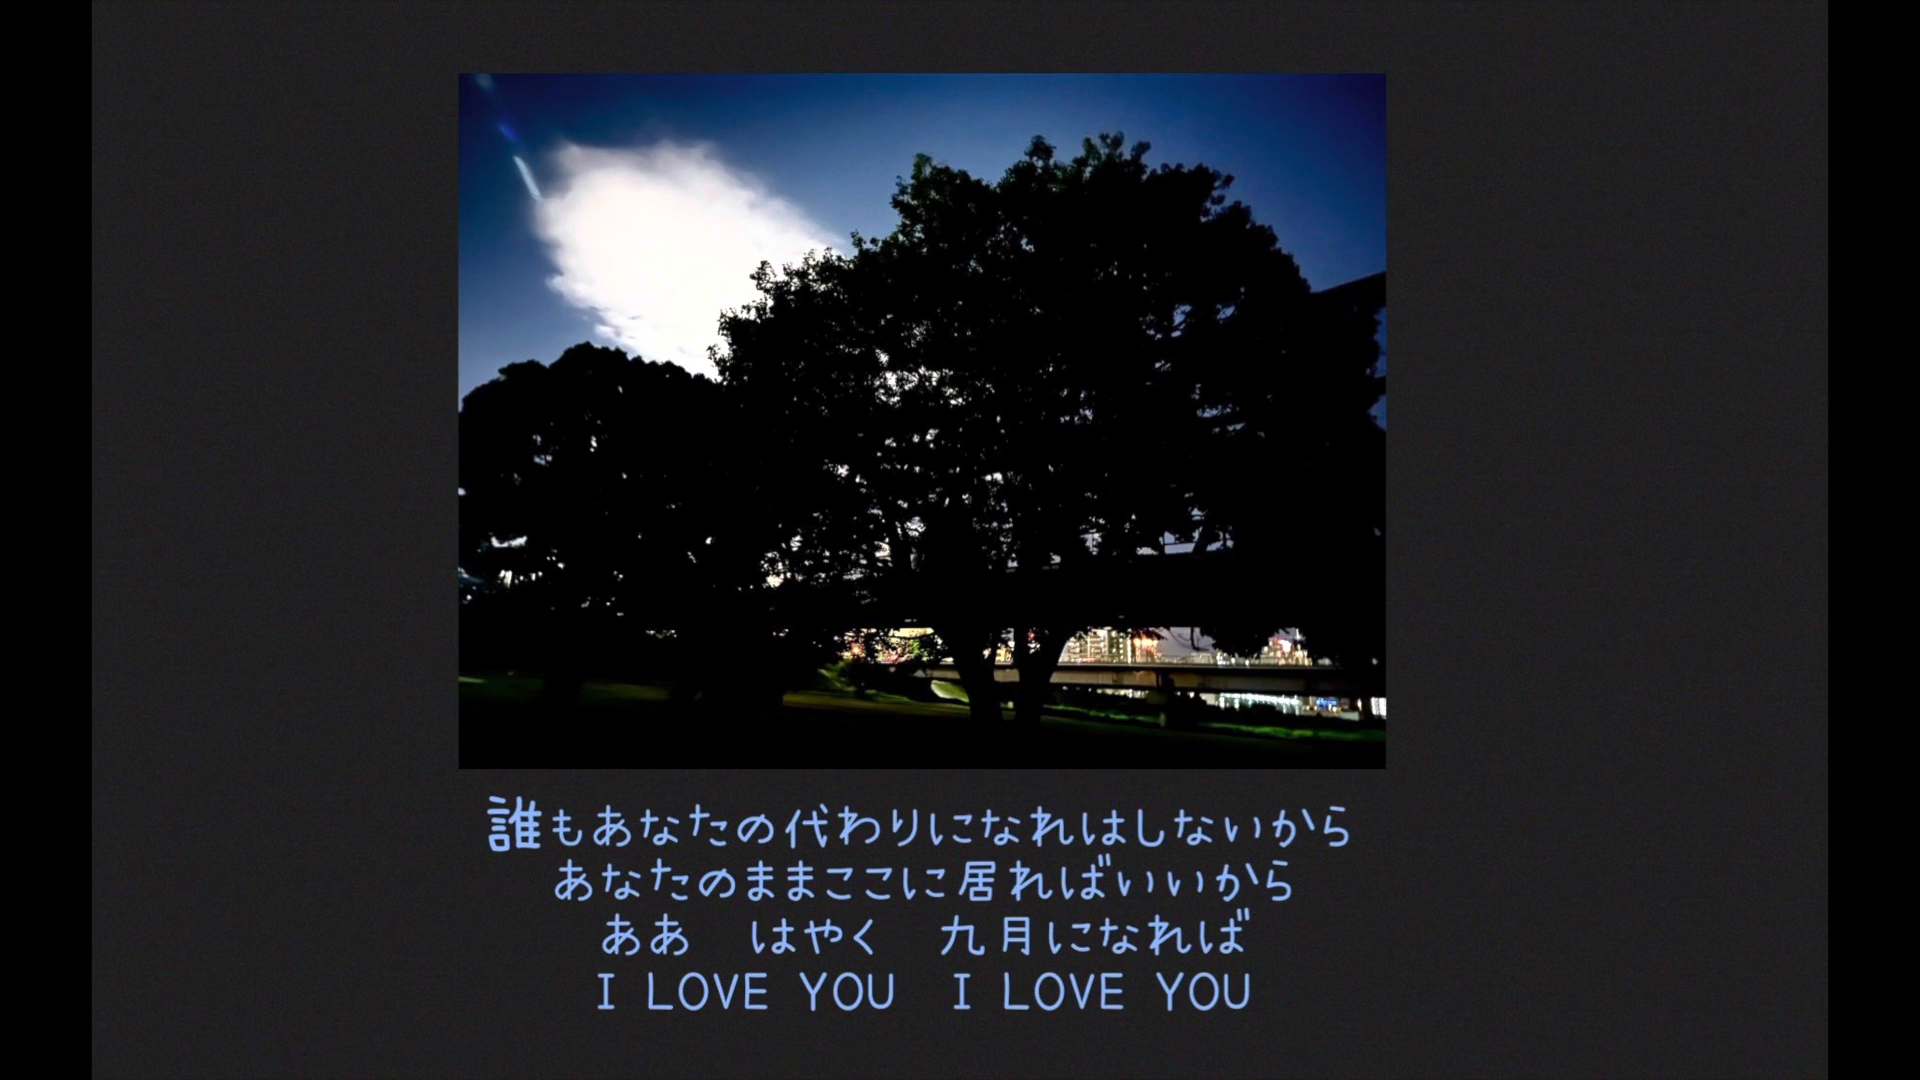 誰もあなたの代わりになれはしないから
あなたのままここに居ればいいから
ああ　はやく　九月になれば
I LOVE YOU　I LOVE YOU